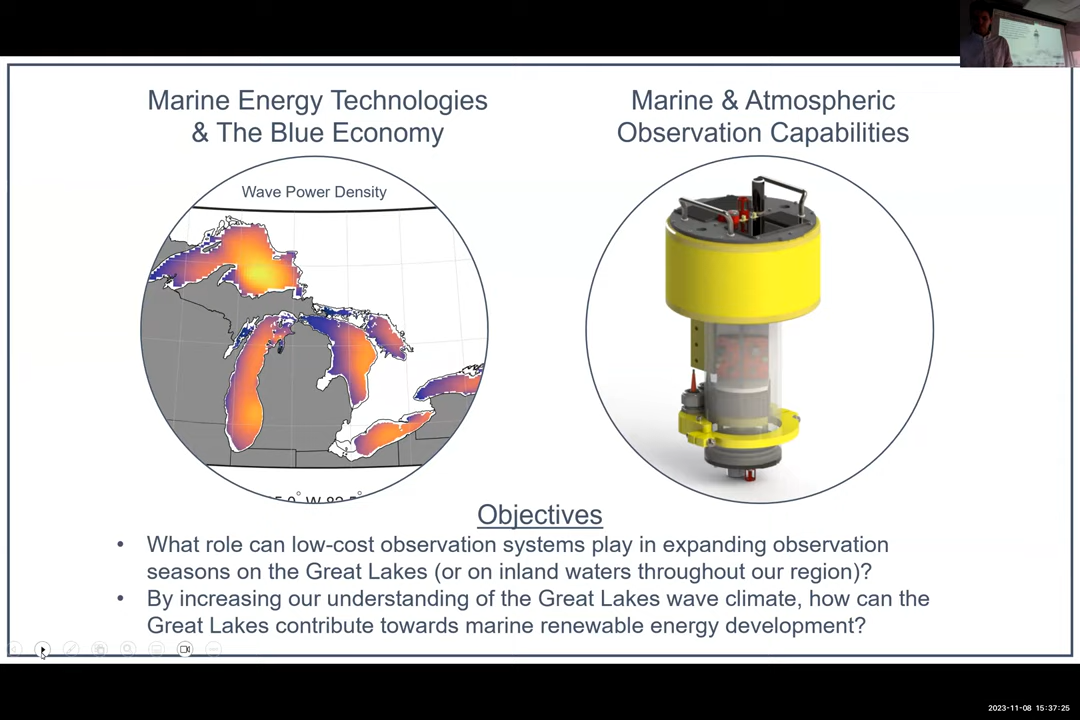 Marine Energy Technologies
& The Blue Economy
Marine & Atmospheric
Observation Capabilities
Wave Power Density
Objectives
• What role can low-cost observation systems play in expanding observation
seasons on the Great Lakes (or on inland waters throughout our region)?
• By increasing our understanding of the Great Lakes wave climate, how can the
Great Lakes contribute towards marine renewable energy development?
2023-11-08 15:37:25